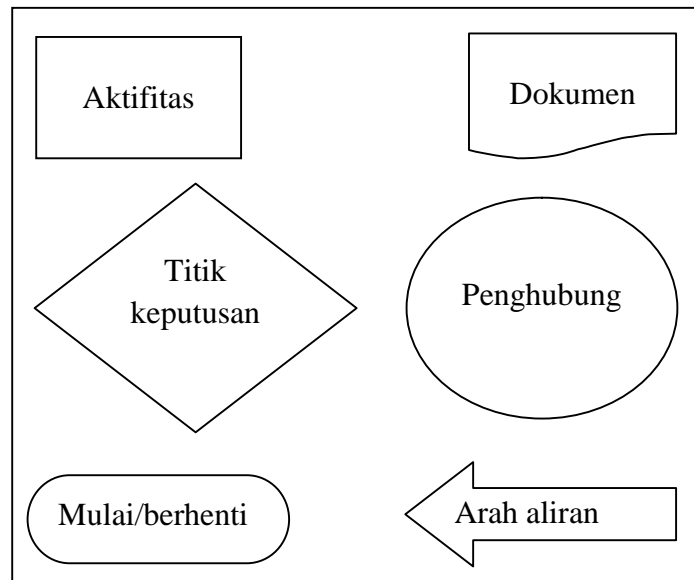 Aktifitas
Dokumen
Titik
keputusan
Penghubung
Mulai/berhenti
Arah aliran